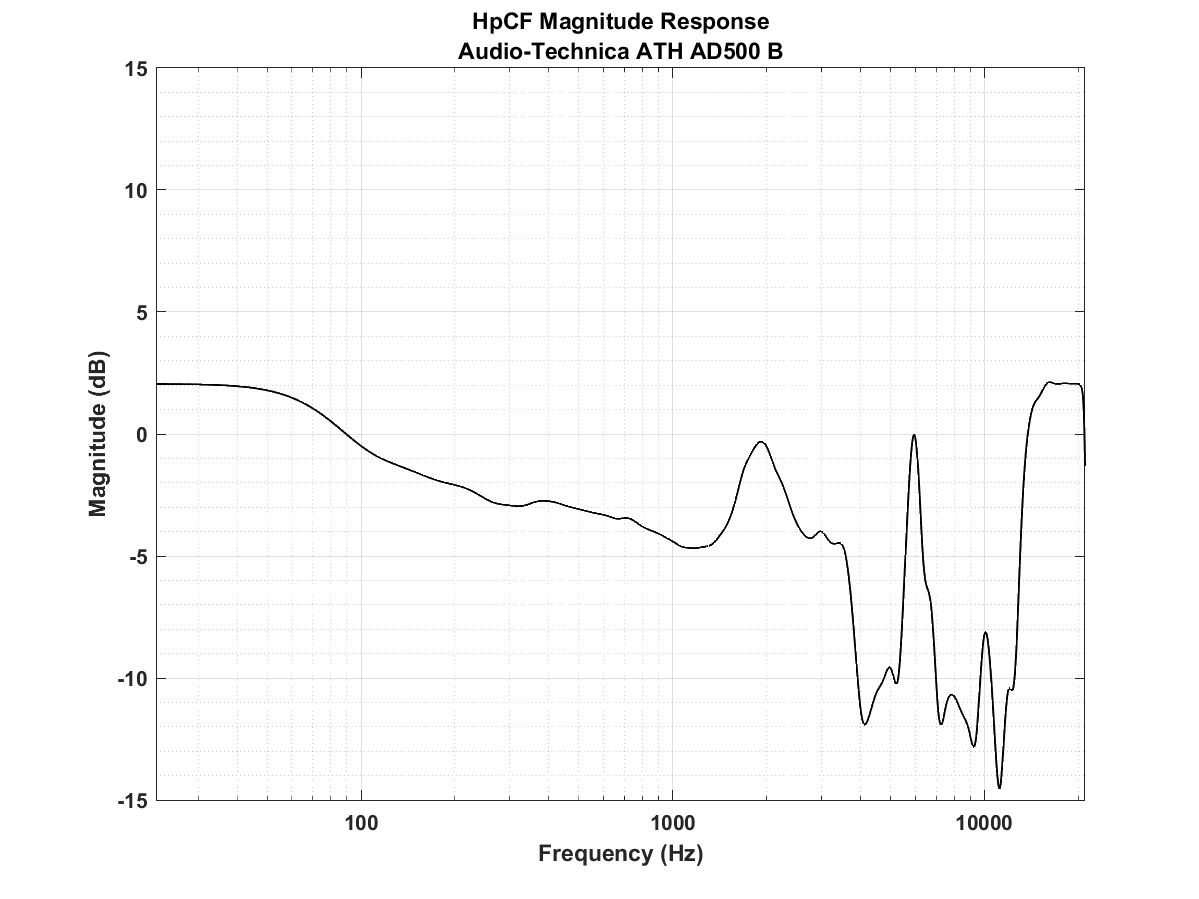 HpCF Magnitude Response
Audio-Technica ATH AD500 B
15
10
5
0
-5
-10
-15
Magnitude (dB)
100 1000 10000
Frequency (Hz)